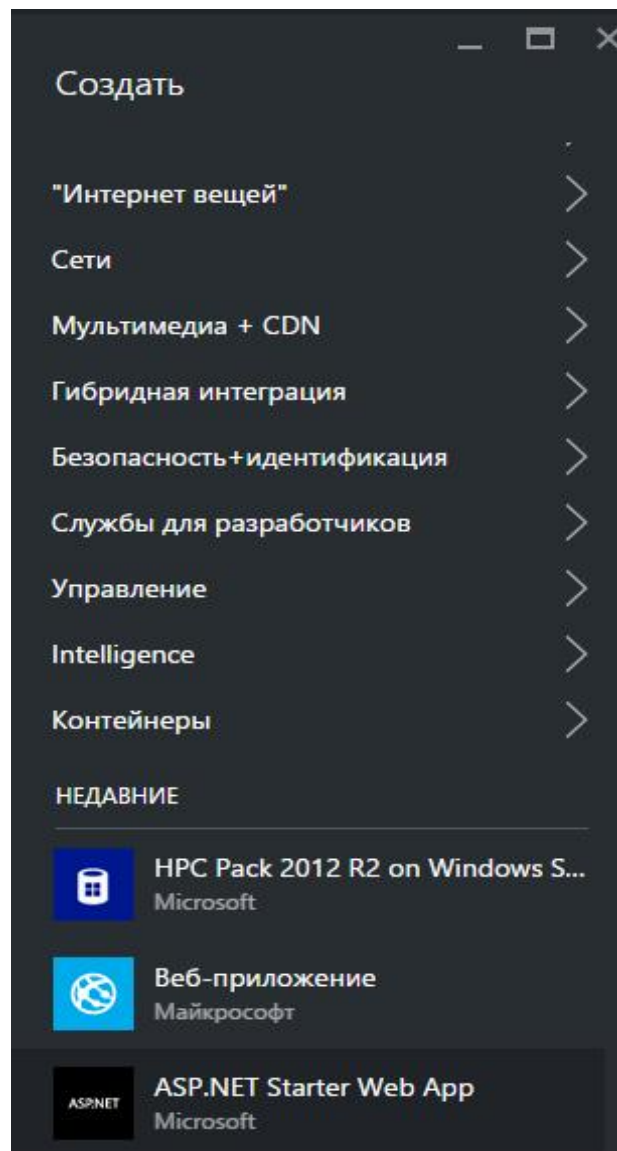 Создать
"Интернет вещей"
Сети
Мультимедиа + CDN
Гибридная интеграция
Безопасность+идентификация
Службы для разработчиков
Управление
Intelligence
Контейнеры
НЕДАВНИЕ
HPC Pack 2012 R2 on Windows S...
Microsoft
Веб-приложение
Майкрософт
ASP.NET
ASP.NET Starter Web App
Microsoft